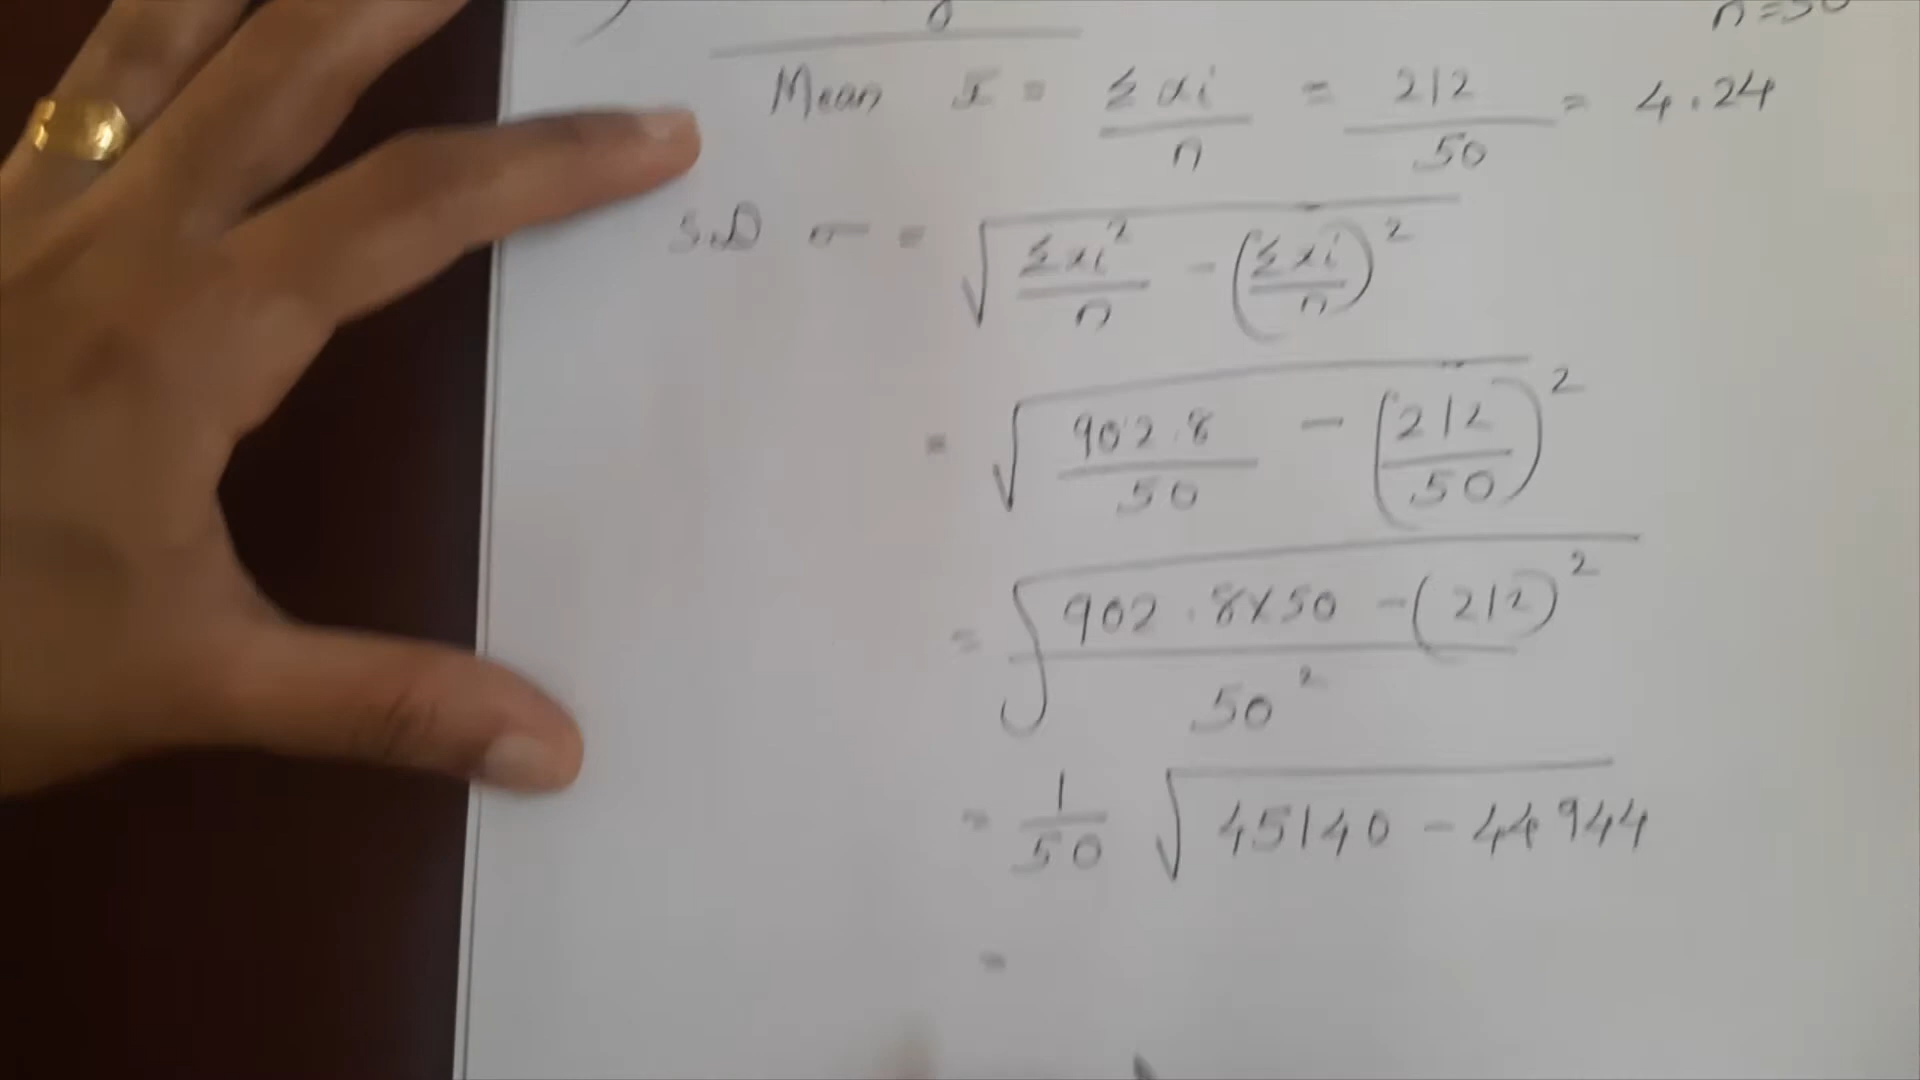 n=50
Mean x̄ = Σxi/n = 212/50 = 4.24
S.D σ = √(Σxi²/n - (Σxi/n)²)
= √(902.8/50 - (212/50)²)
= √((902.8x50 - (212)²)/50²)
= 1/50 √(45140 - 44944)
=